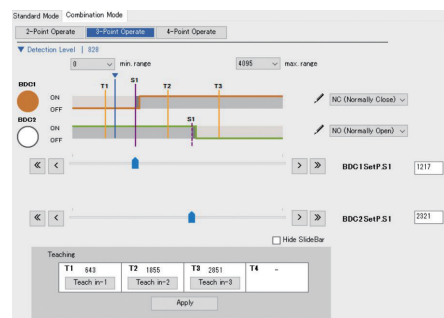 Standard Mode Combination Mode
2-Point Operate 3-Point Operate 4-Point Operate
▼ Detection Level | 828
0 min. range 4095 max. range
BDC1 ON OFF T1 S1 T2 T3 NC (Normally Close)
BDC2 ON OFF S1 NO (Normally Open)
« < > » BDC1SetP.S1 1217
« < > » BDC2SetP.S1 2321
Hide SlideBar
Teaching
T1 643 T2 1855 T3 2851 T4 -
Teach in-1 Teach in-2 Teach in-3
Apply